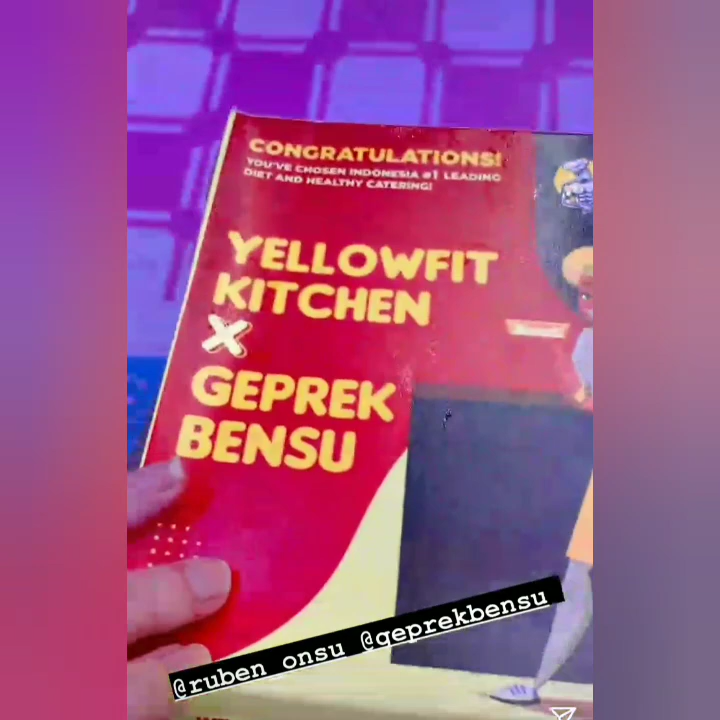 CONGRATULATIONS!
YOU'VE CHOSEN INDONESIA #1 LEADING
DIET AND HEALTHY CATERING!
YELLOWFIT
KITCHEN
X
GEPREK
BENSU
@ruben_onsu @geprekbensu